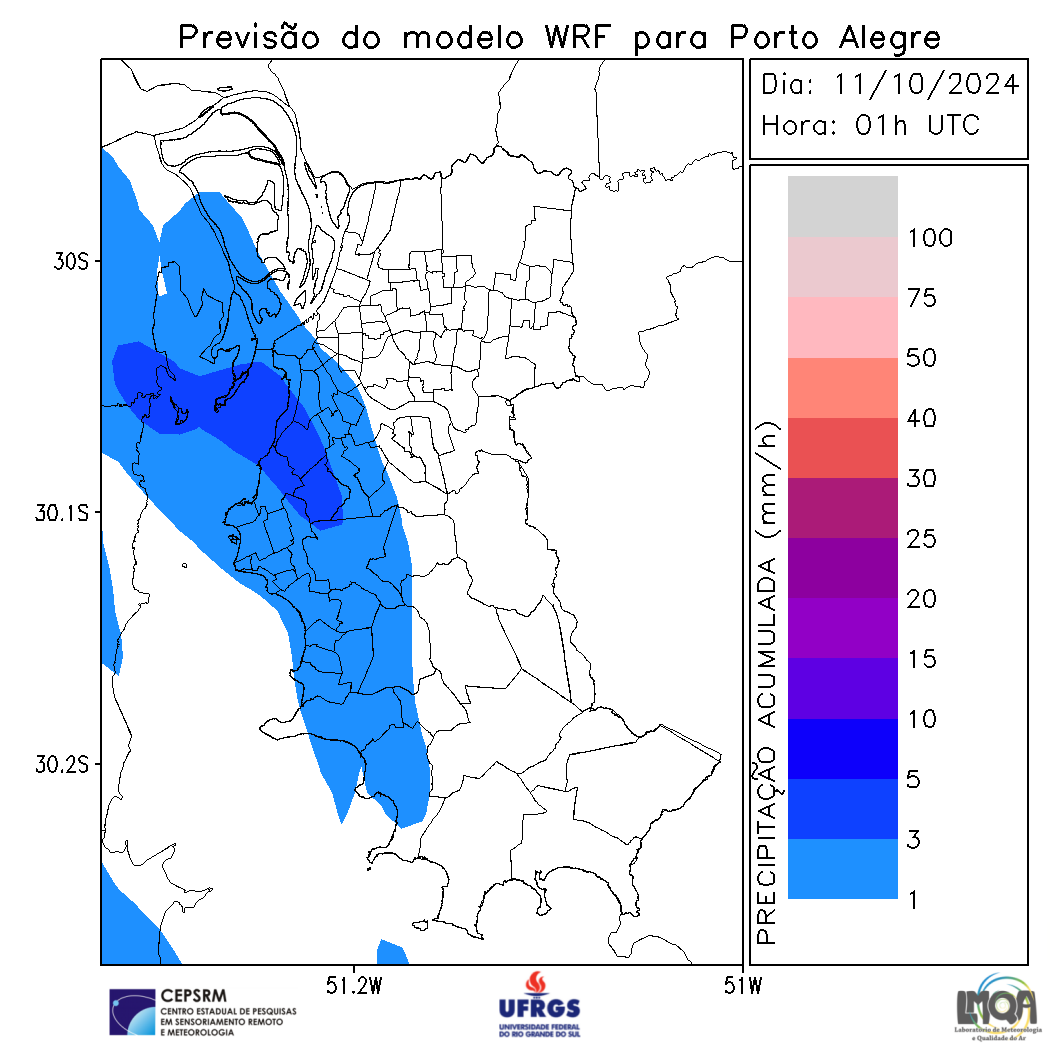 Previsão do modelo WRF para Porto Alegre
Dia: 11/10/2024
Hora: 01h UTC
100
75
50
40
30
25
20
15
10
5
3
1
PRECIPITAÇÃO ACUMULADA (mm/h)
30S
30.1S
30.2S
51.2W
51W
CEPSRM
CENTRO ESTADUAL DE PESQUISAS
EM SENSORIAMENTO REMOTO
E METEOROLOGIA
UFRGS
UNIVERSIDADE FEDERAL
DO RIO GRANDE DO SUL
LMQA
Laboratório de Meteorologia
e Qualidade do Ar